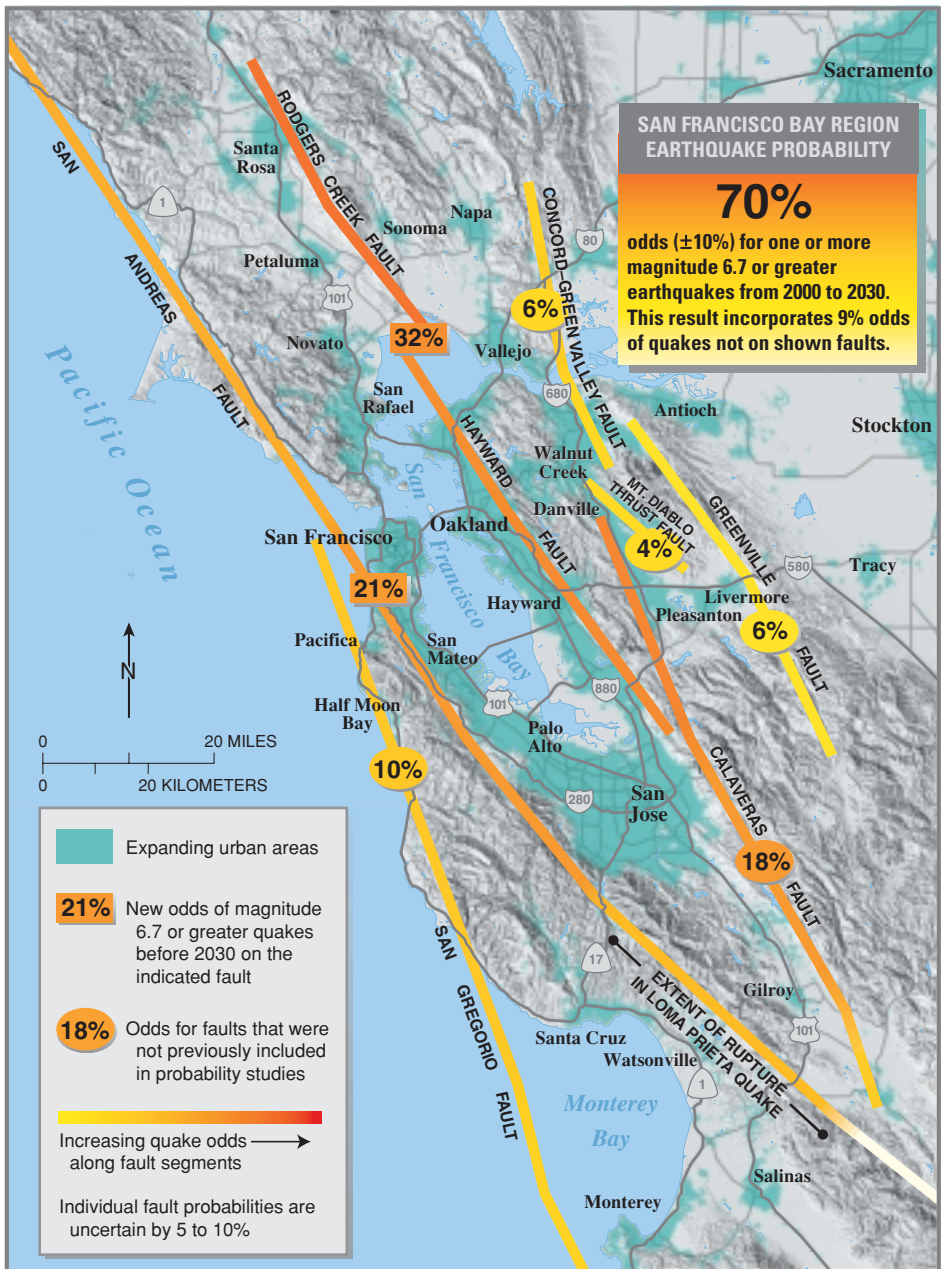 Sacramento
SAN FRANCISCO BAY REGION
EARTHQUAKE PROBABILITY
70%
odds (±10%) for one or more
magnitude 6.7 or greater
earthquakes from 2000 to 2030.
This result incorporates 9% odds
of quakes not on shown faults.
SAN ANDREAS FAULT
RODGERS CREEK FAULT
Santa
Rosa
1
Sonoma
Napa
CONCORD–GREEN VALLEY FAULT
80
Petaluma
101
6%
32%
Novato
Vallejo
Pacific Ocean
San
Rafael
680
Antioch
Stockton
HAYWARD FAULT
Walnut
Creek
MT. DIABLO
THRUST FAULT
GREENVILLE FAULT
Danville
San Francisco Bay
Oakland
San Francisco
4%
580
Tracy
21%
Hayward
Livermore
Pleasanton
6%
Pacifica
San
Mateo
N
880
101
Half Moon
Bay
Palo
Alto
0 20 MILES
0 20 KILOMETERS
10%
CALAVERAS FAULT
280
San
Jose
18%
SAN GREGORIO FAULT
17
EXTENT OF RUPTURE
IN LOMA PRIETA QUAKE
Gilroy
101
Santa Cruz
Watsonville
1
Monterey
Bay
Salinas
Monterey
Expanding urban areas
21%
New odds of magnitude
6.7 or greater quakes
before 2030 on the
indicated fault
18%
Odds for faults that were
not previously included
in probability studies
Increasing quake odds
along fault segments
Individual fault probabilities are
uncertain by 5 to 10%